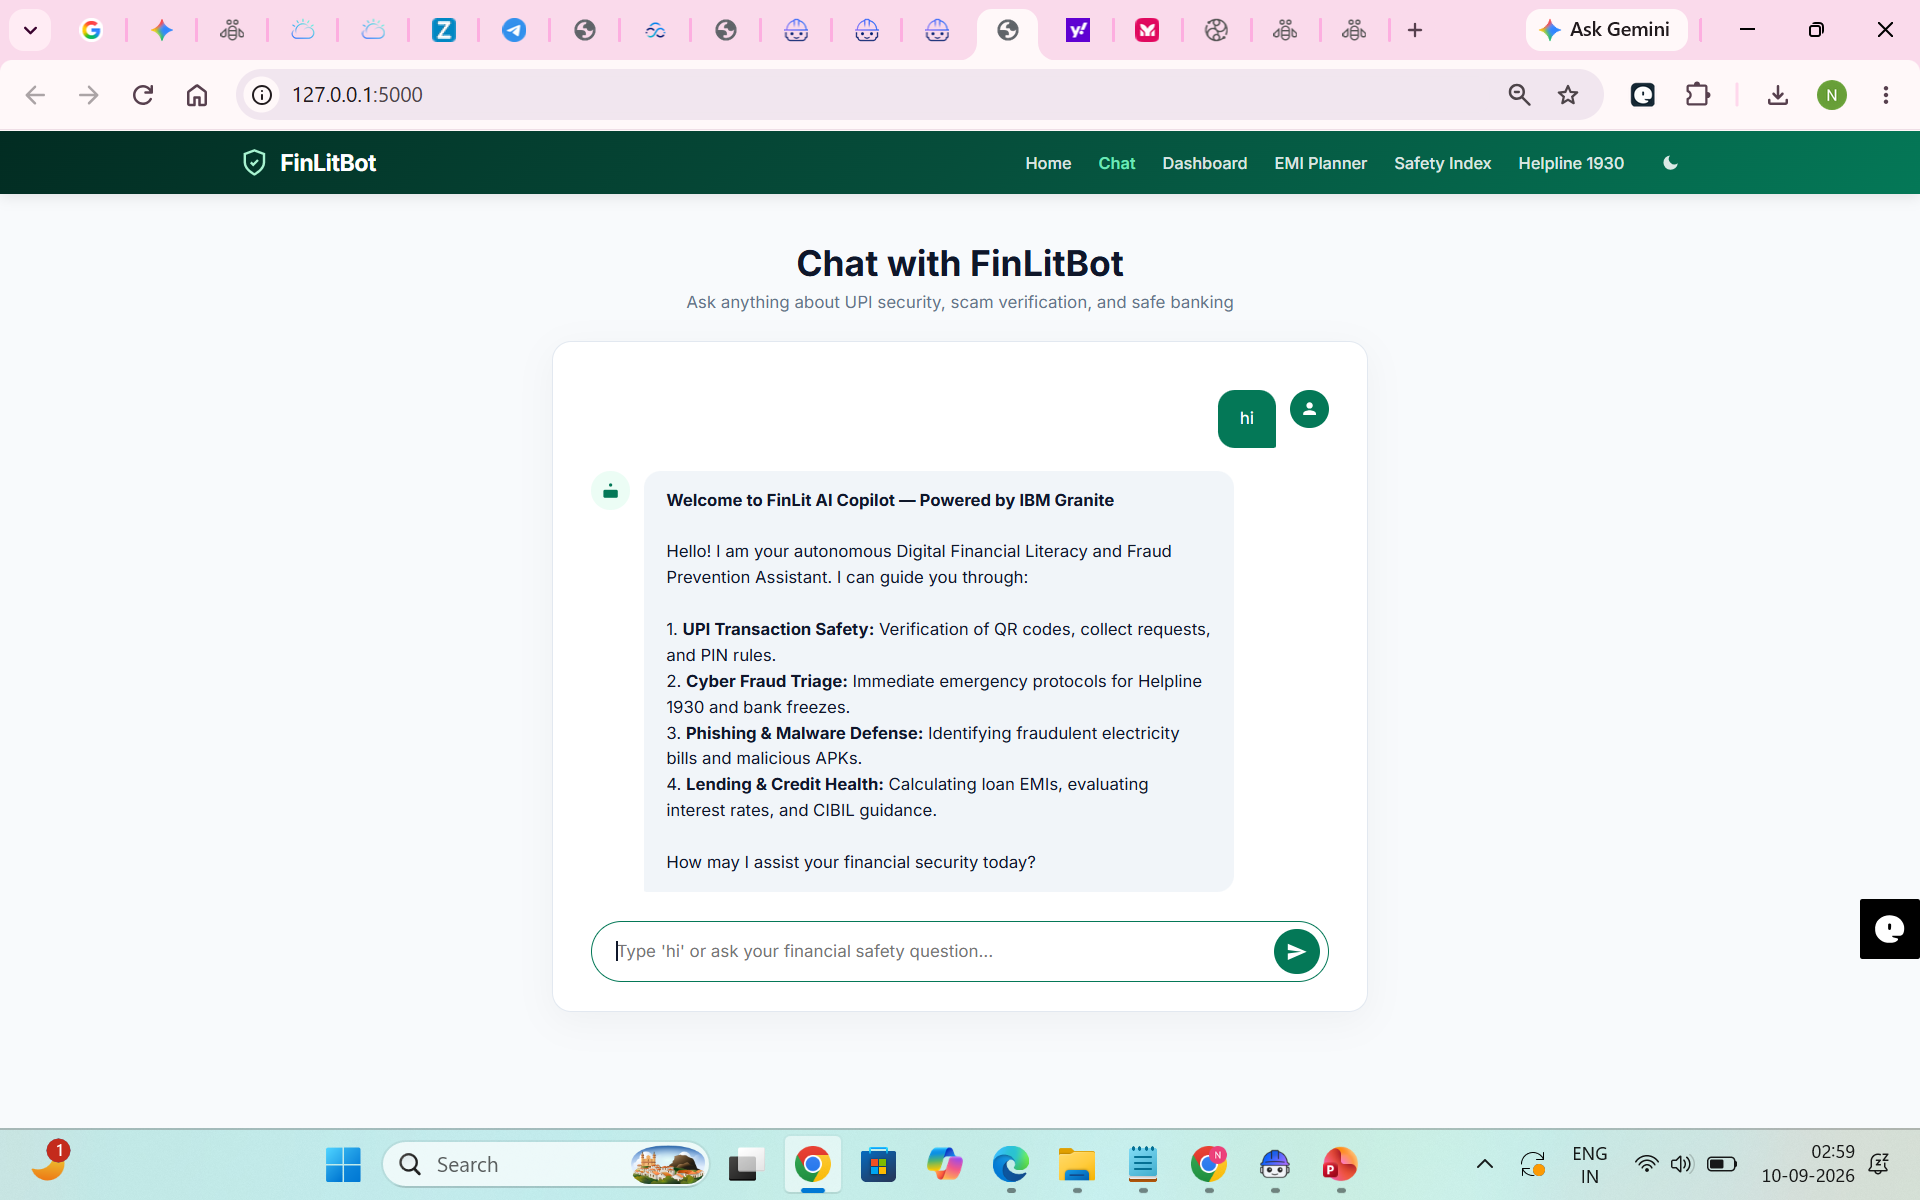 Ask Gemini
127.0.0.1:5000
N
FinLitBot
Home
Chat
Dashboard
EMI Planner
Safety Index
Helpline 1930
Chat with FinLitBot
Ask anything about UPI security, scam verification, and safe banking
hi
Welcome to FinLit AI Copilot — Powered by IBM Granite
Hello! I am your autonomous Digital Financial Literacy and Fraud
Prevention Assistant. I can guide you through:
1. UPI Transaction Safety: Verification of QR codes, collect requests,
and PIN rules.
2. Cyber Fraud Triage: Immediate emergency protocols for Helpline
1930 and bank freezes.
3. Phishing & Malware Defense: Identifying fraudulent electricity
bills and malicious APKs.
4. Lending & Credit Health: Calculating loan EMIs, evaluating
interest rates, and CIBIL guidance.
How may I assist your financial security today?
Type 'hi' or ask your financial safety question...
1
Search
ENG
IN
02:59
10-09-2026